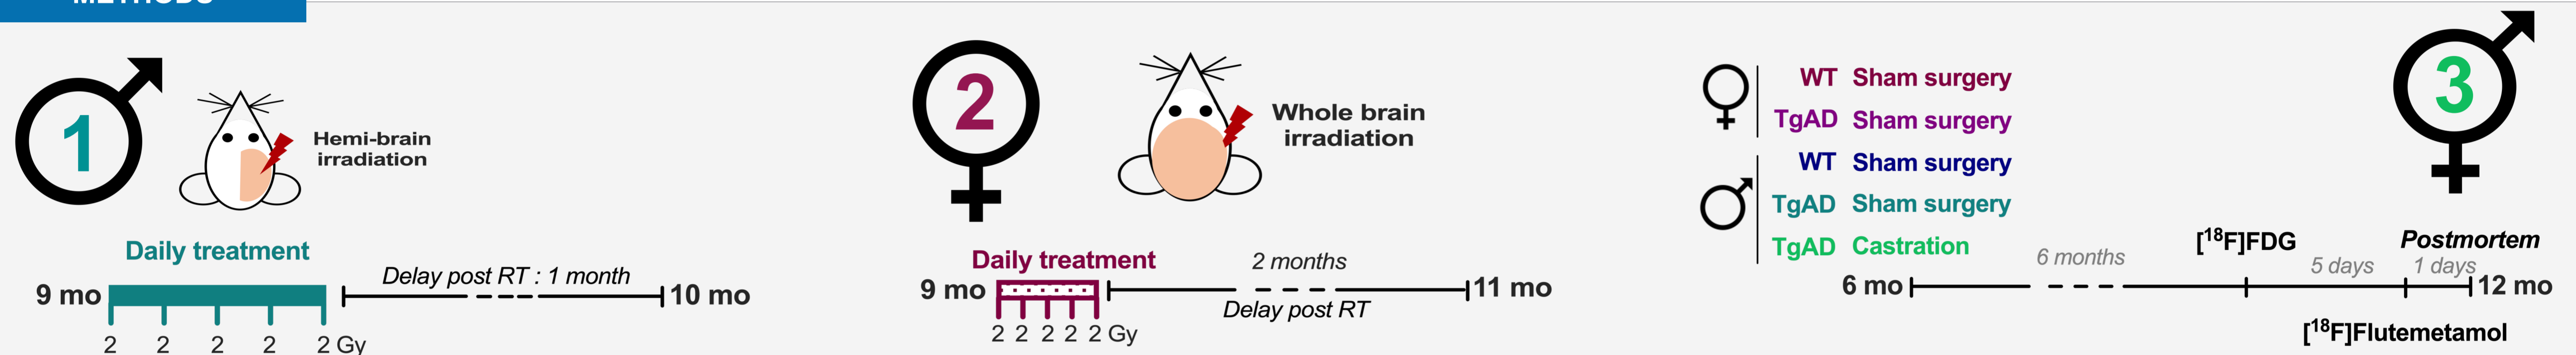 METHODS
1
Hemi-brain
irradiation
Daily treatment
Delay post RT : 1 month
9 mo
10 mo
2 2 2 2 2 Gy
2
Whole brain
irradiation
Daily treatment
2 months
9 mo
11 mo
Delay post RT
2 2 2 2 2 Gy
3
WT Sham surgery
TgAD Sham surgery
WT Sham surgery
TgAD Sham surgery
TgAD Castration
6 months
[18F]FDG
Postmortem
5 days
1 days
6 mo
12 mo
[18F]Flutemetamol